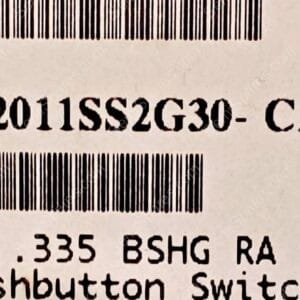 2011SS2G30- C
.335 BSHG RA
shbutton Switc